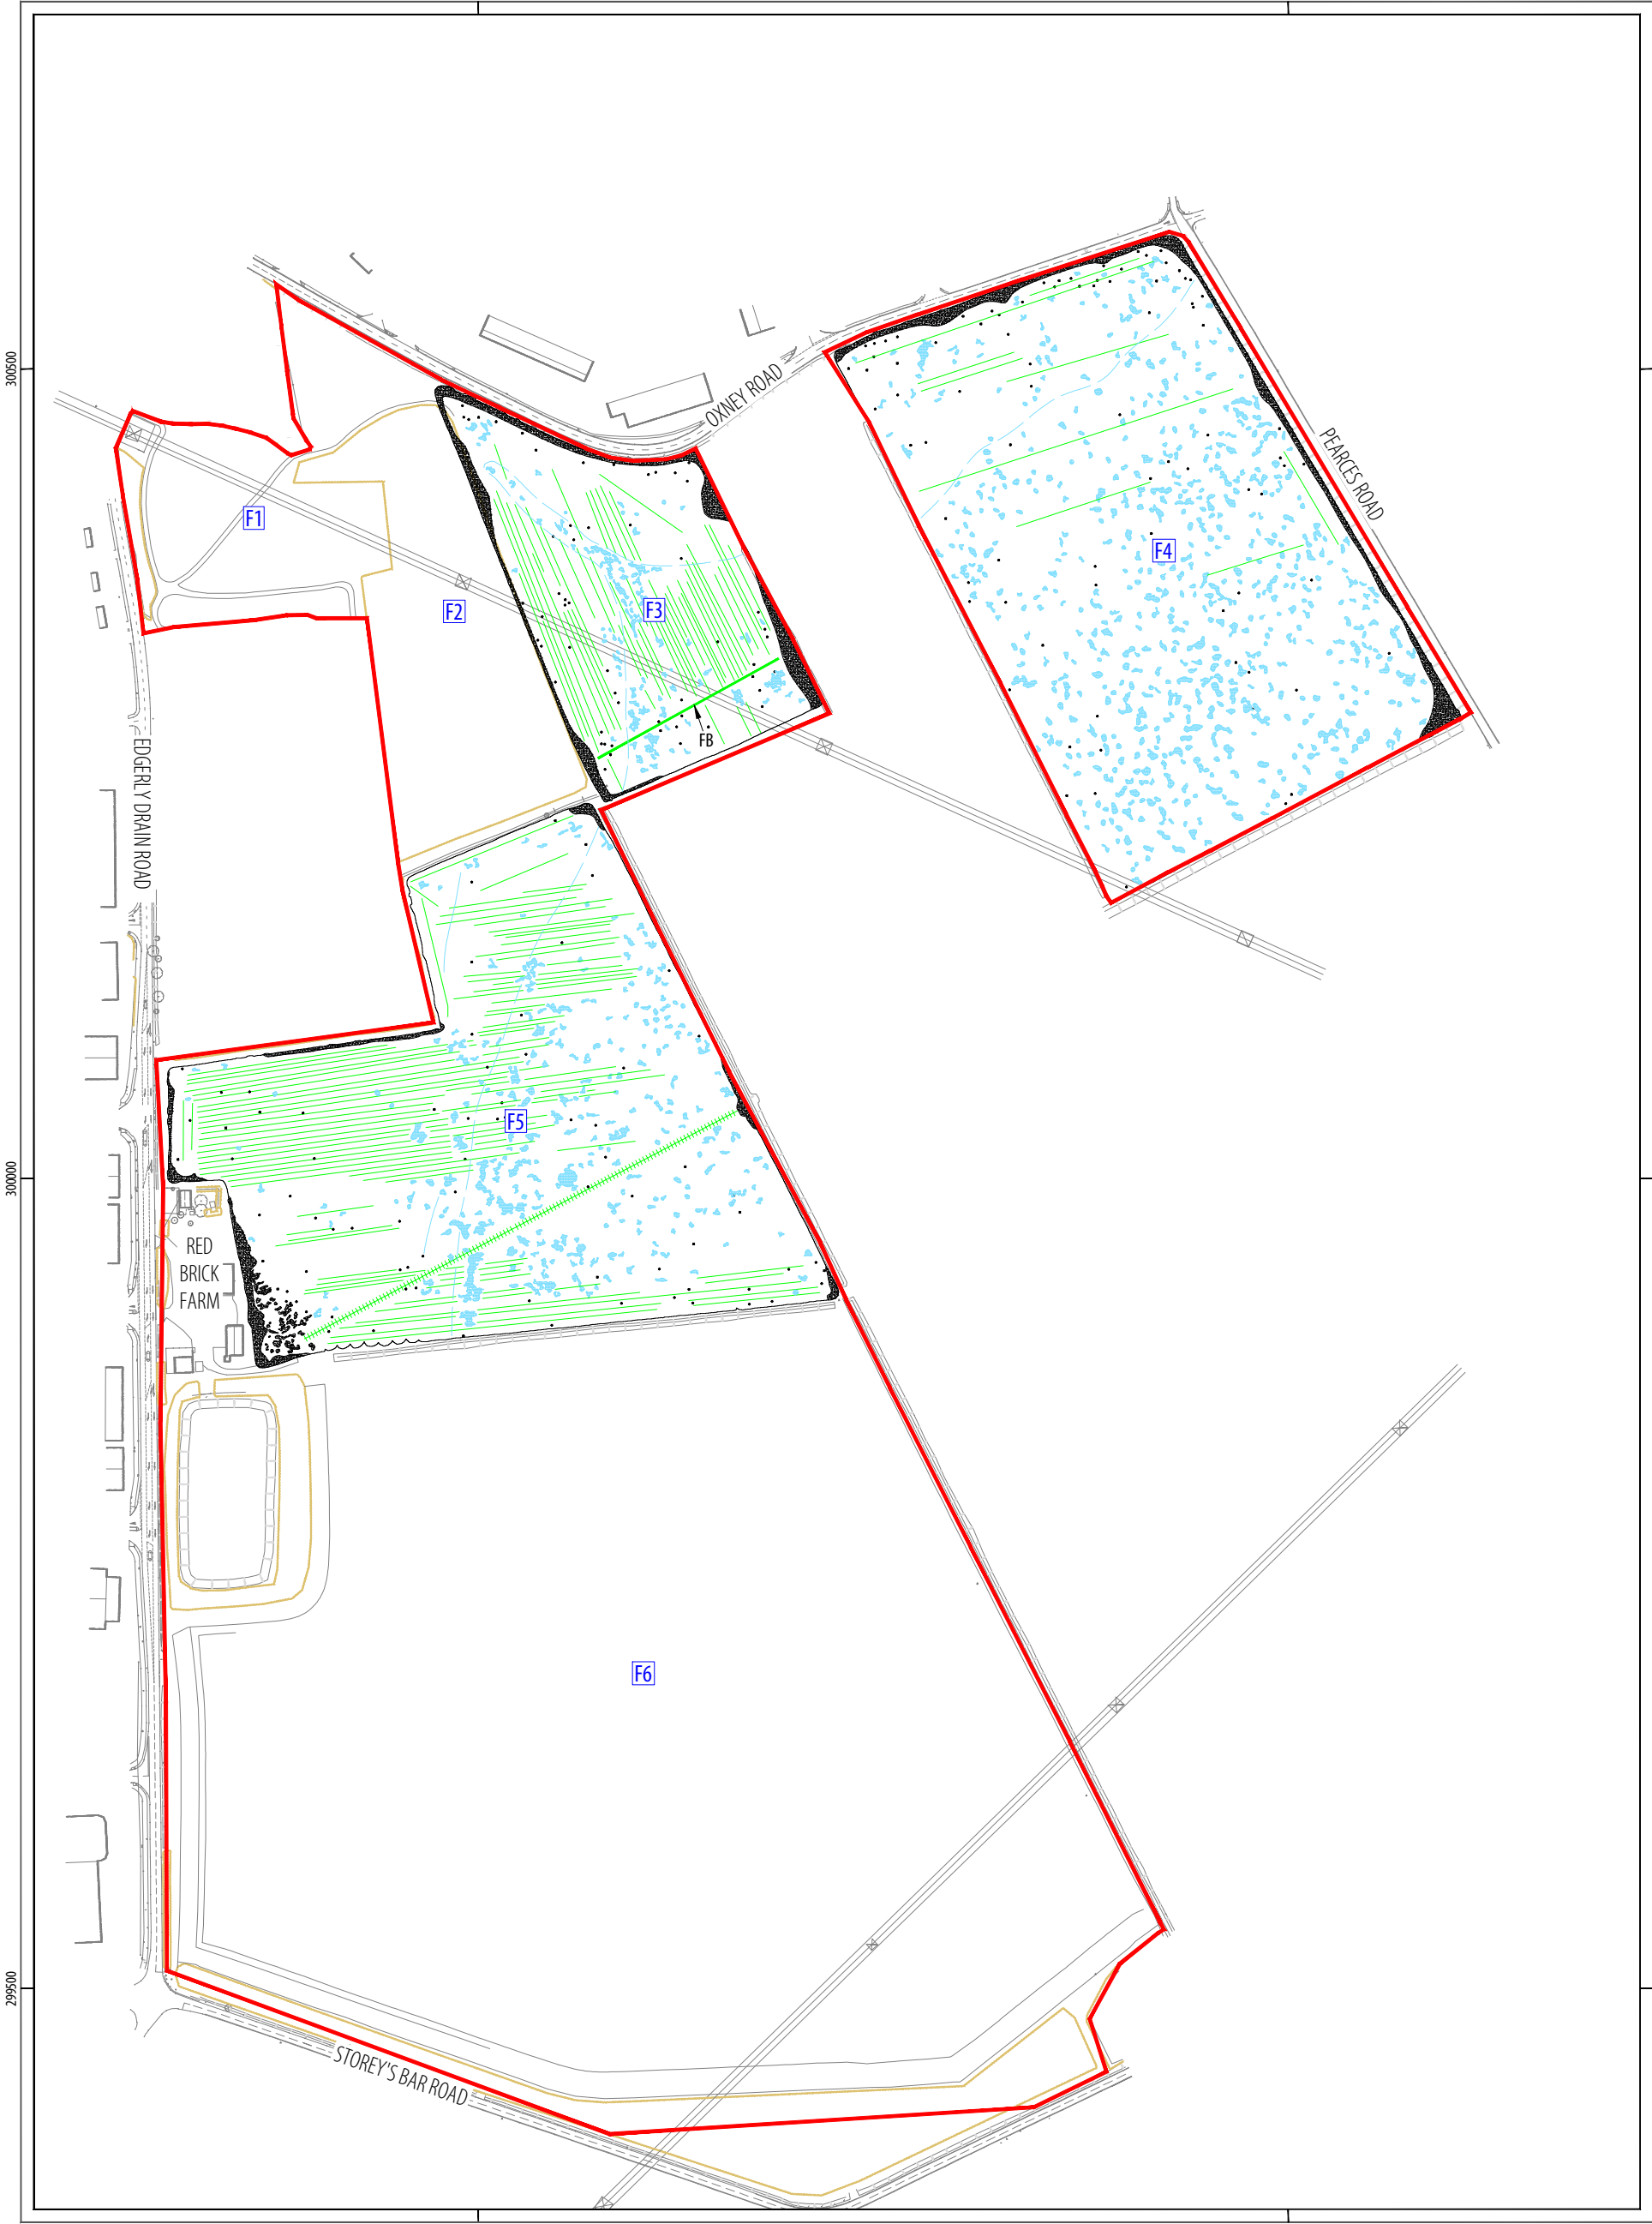 300500
OXNEY ROAD
PEARCES ROAD
F1
F4
F2
F3
FB
EDGERLY DRAIN ROAD
F5
300000
RED
BRICK
FARM
F6
299500
STOREY'S BAR ROAD